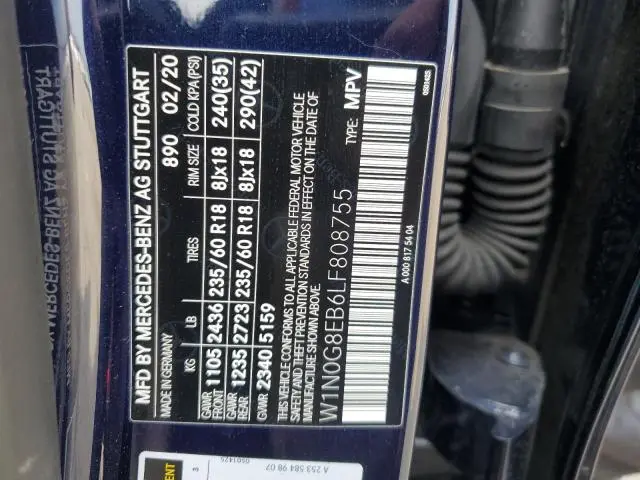 MFD BY MERCEDES-BENZ AG STUTTGART
MADE IN GERMANY 890 02/20
KG LB TIRES RIM SIZE COLD KPA(PSI)
GAWR FRONT 1105 2436 235/60 R18 8Jx18 240(35)
GAWR REAR 1235 2723 235/60 R18 8Jx18 290(42)
GVWR 2340 5159
THIS VEHICLE CONFORMS TO ALL APPLICABLE FEDERAL MOTOR VEHICLE
SAFETY AND THEFT PREVENTION STANDARDS IN EFFECT ON THE DATE OF
MANUFACTURE SHOWN ABOVE.
W1N0G8EB6LF808755 TYPE: MPV
A 000 817 54 04 0501425
A 253 584 98 07
0501425
3